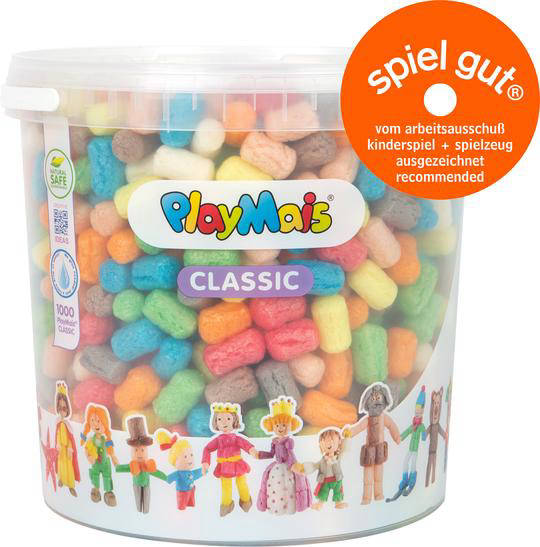 spiel gut®
vom arbeitsausschuß
kinderspiel + spielzeug
ausgezeichnet
recommended
PlayMais®
CLASSIC
NATURAL
SAFE
IDEAS
1000
PlayMais®
CLASSIC